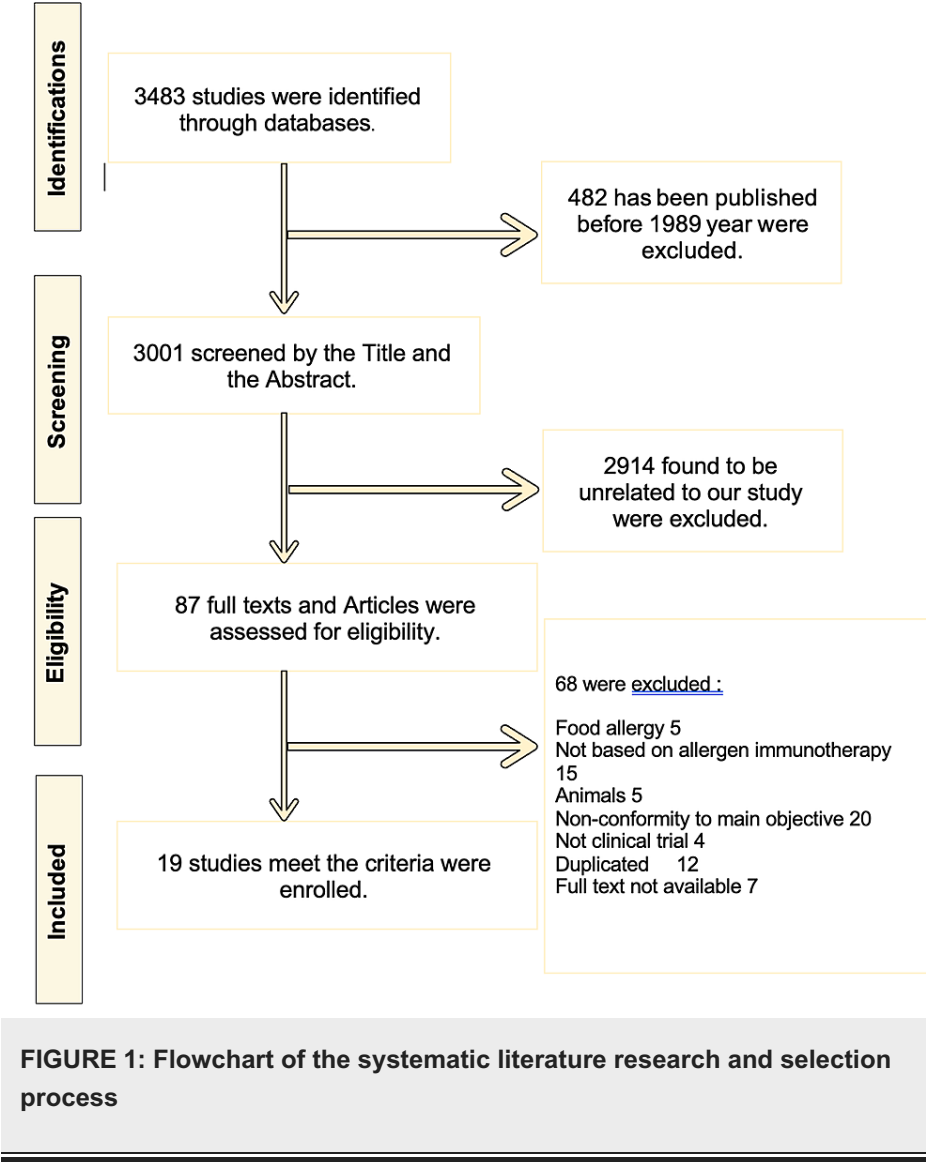 Identifications
3483 studies were identified
through databases.
482 has been published
before 1989 year were
excluded.
Screening
3001 screened by the Title and
the Abstract.
2914 found to be
unrelated to our study
were excluded.
Eligibility
87 full texts and Articles were
assessed for eligibility.
68 were excluded :
Food allergy 5
Not based on allergen immunotherapy
15
Animals 5
Non-conformity to main objective 20
Not clinical trial 4
Duplicated 12
Full text not available 7
Included
19 studies meet the criteria were
enrolled.
FIGURE 1: Flowchart of the systematic literature research and selection
process